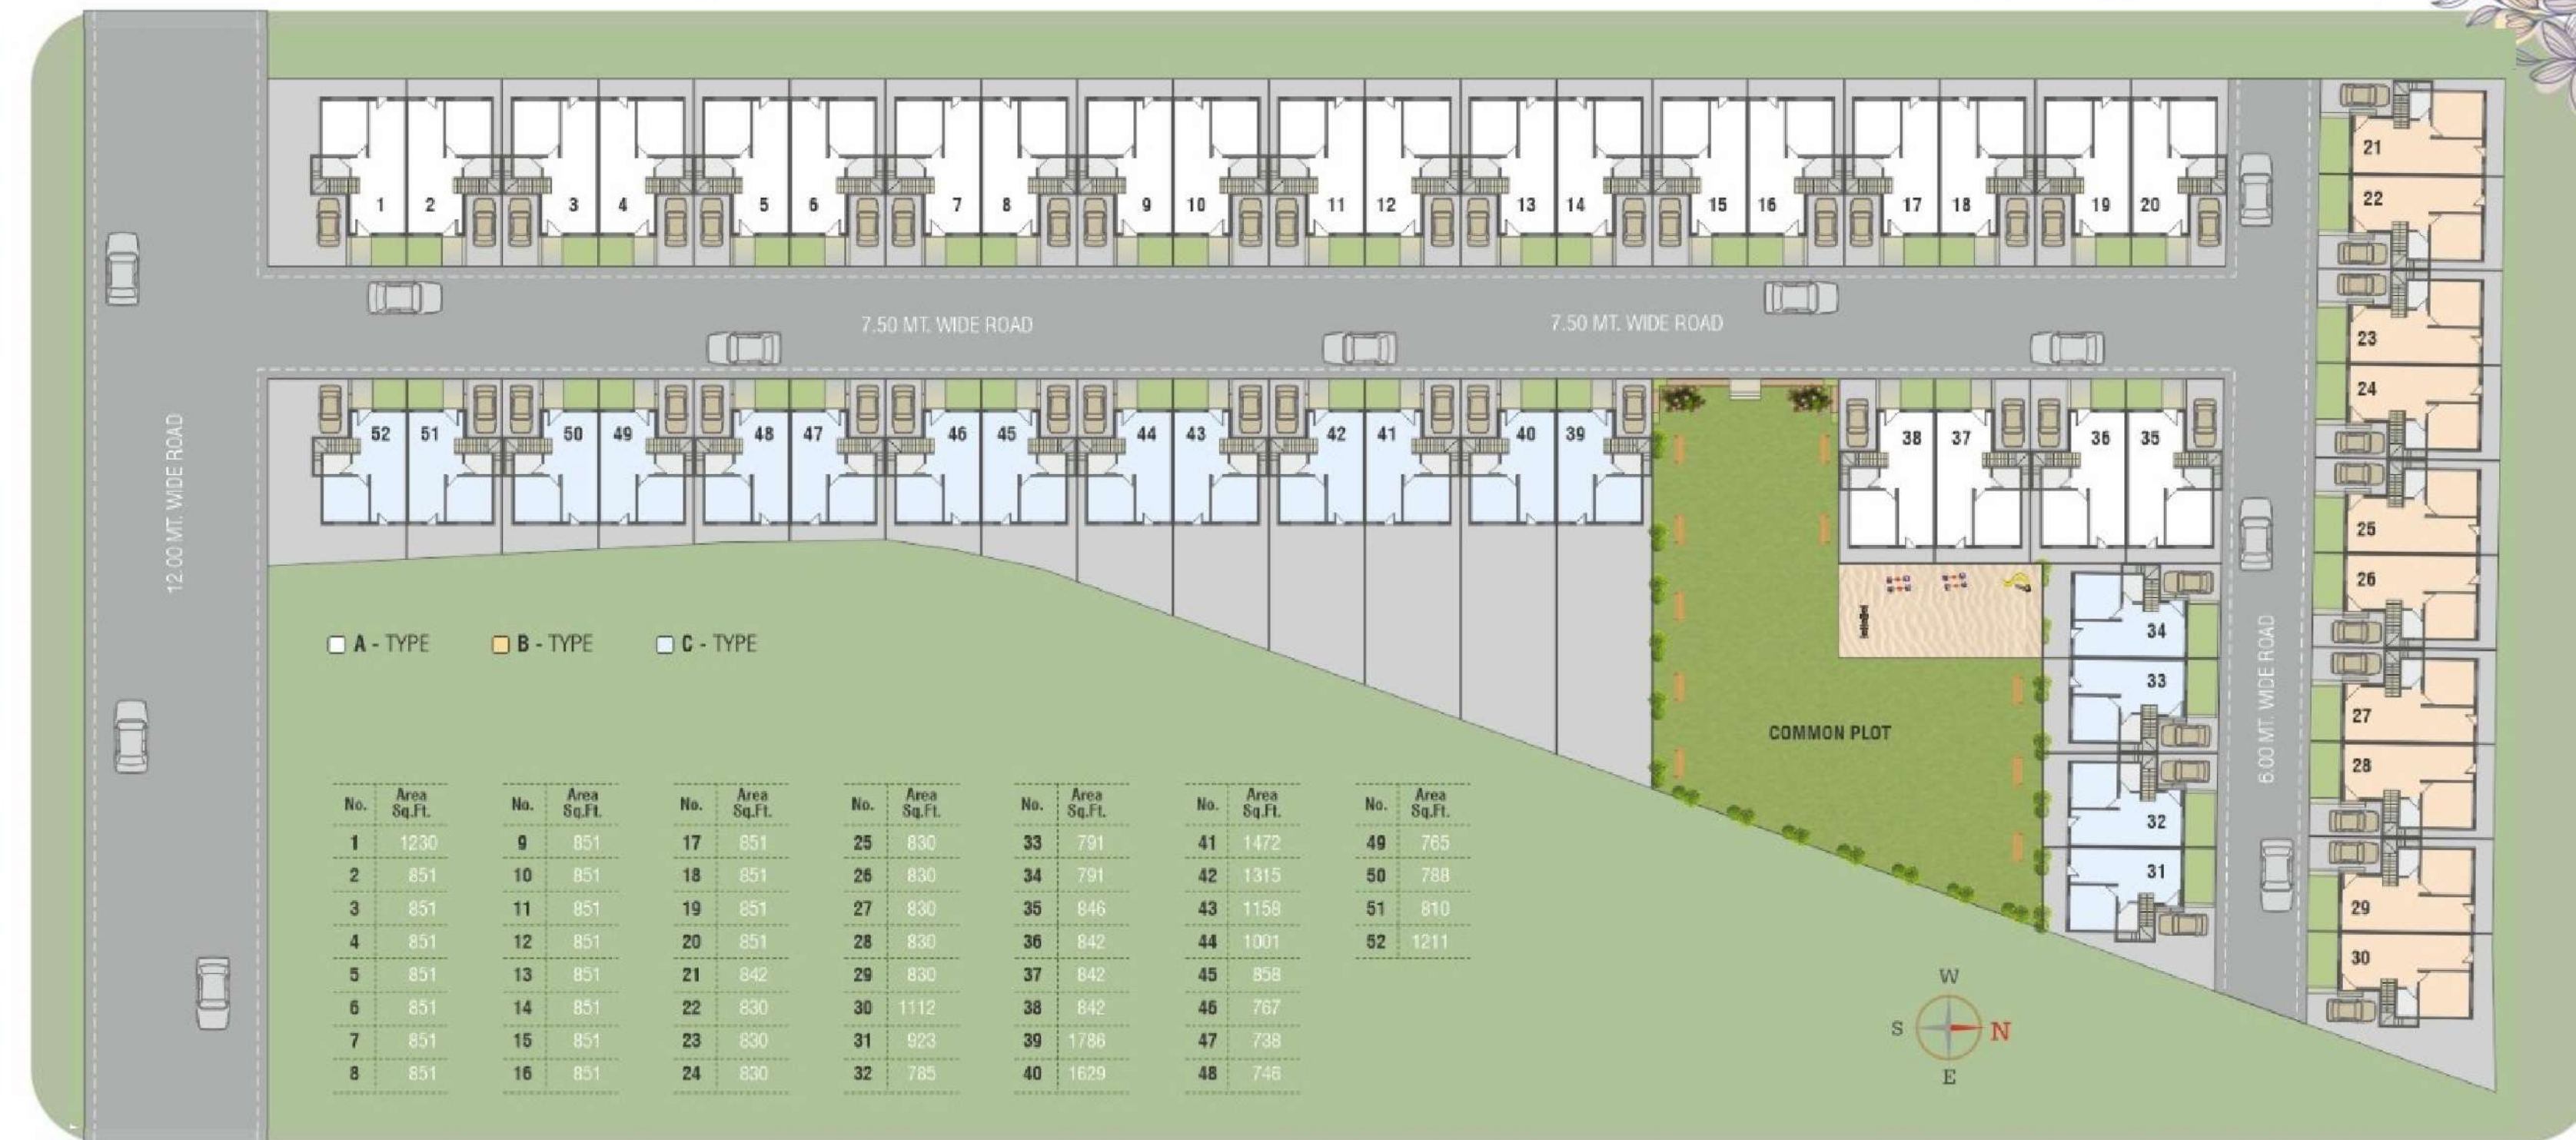 1 2 3 4 5 6 7 8 9 10 11 12 13 14 15 16 17 18 19 20
21
22
23
24
25
26
27
28
29
30
7.50 MT. WIDE ROAD 7.50 MT. WIDE ROAD
12.00 MT. WIDE ROAD
52 51 50 49 48 47 46 45 44 43 42 41 40 39 38 37 36 35
34
33
32
31
6.00 MT. WIDE ROAD
COMMON PLOT
A - TYPE B - TYPE C - TYPE
No. Area Sq.Ft. No. Area Sq.Ft. No. Area Sq.Ft. No. Area Sq.Ft. No. Area Sq.Ft. No. Area Sq.Ft. No. Area Sq.Ft.
1 1230 9 851 17 851 25 830 33 791 41 1472 49 765
2 851 10 851 18 851 26 830 34 791 42 1315 50 788
3 851 11 851 19 851 27 830 35 846 43 1158 51 810
4 851 12 851 20 851 28 830 36 842 44 1001 52 1211
5 851 13 851 21 842 29 830 37 842 45 858
6 851 14 851 22 830 30 1112 38 842 46 767
7 851 15 851 23 830 31 923 39 1786 47 738
8 851 16 851 24 830 32 785 40 1629 48 746
W
S N
E